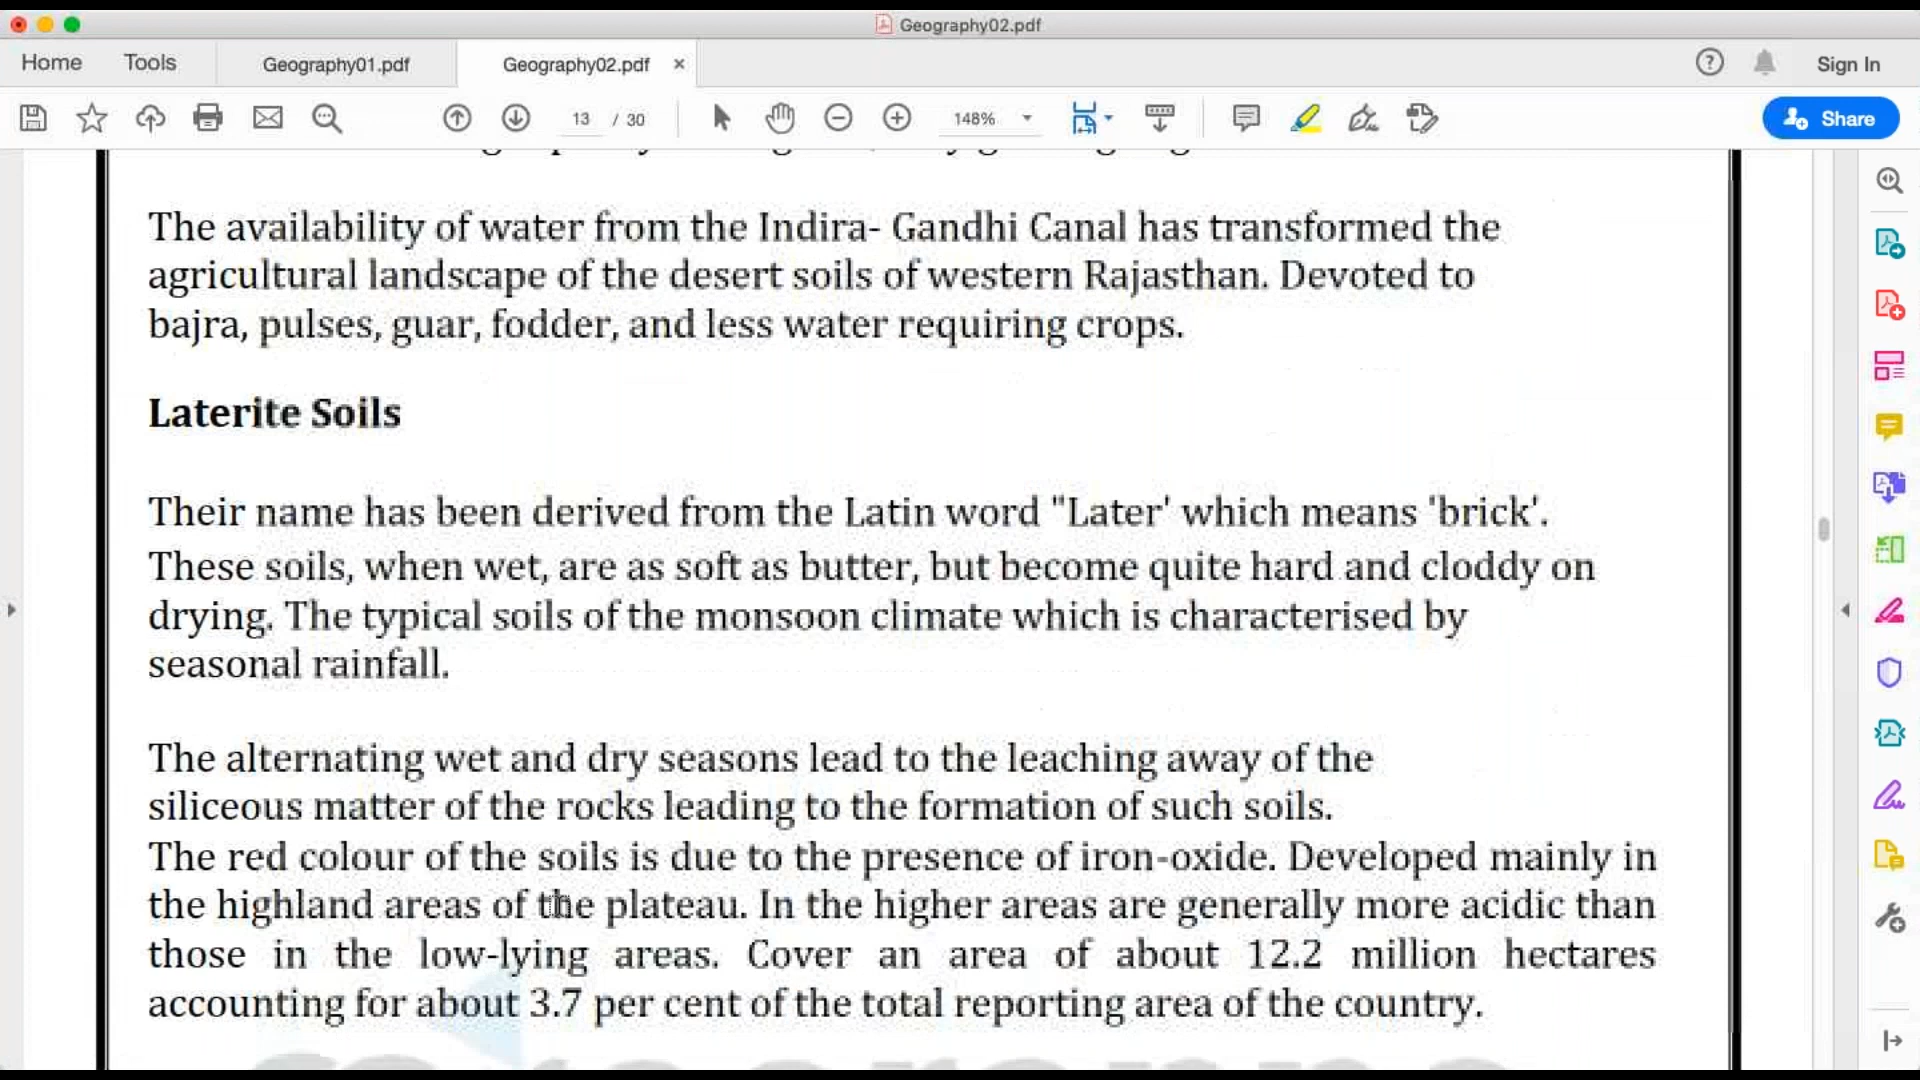 Geography02.pdf
Home Tools Geography01.pdf Geography02.pdf × Sign In
13 / 30 148% Share
The availability of water from the Indira- Gandhi Canal has transformed the
agricultural landscape of the desert soils of western Rajasthan. Devoted to
bajra, pulses, guar, fodder, and less water requiring crops.
Laterite Soils
Their name has been derived from the Latin word "Later' which means 'brick'.
These soils, when wet, are as soft as butter, but become quite hard and cloddy on
drying. The typical soils of the monsoon climate which is characterised by
seasonal rainfall.
The alternating wet and dry seasons lead to the leaching away of the
siliceous matter of the rocks leading to the formation of such soils.
The red colour of the soils is due to the presence of iron-oxide. Developed mainly in
the highland areas of the plateau. In the higher areas are generally more acidic than
those in the low-lying areas. Cover an area of about 12.2 million hectares
accounting for about 3.7 per cent of the total reporting area of the country.